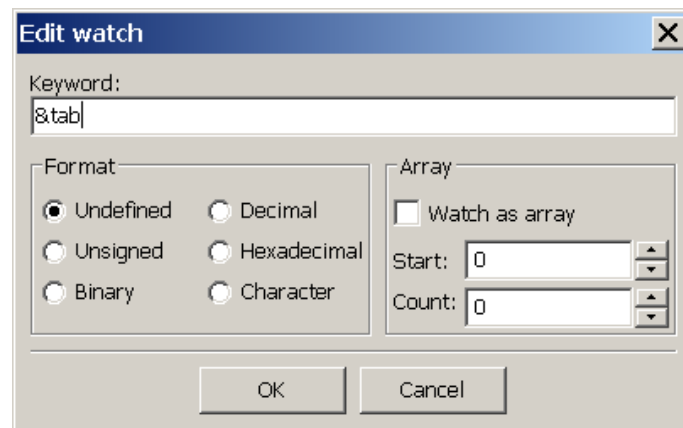 Edit watch
Keyword:
&tab
Format
Undefined
Decimal
Unsigned
Hexadecimal
Binary
Character
Array
Watch as array
Start: 0
Count: 0
OK
Cancel